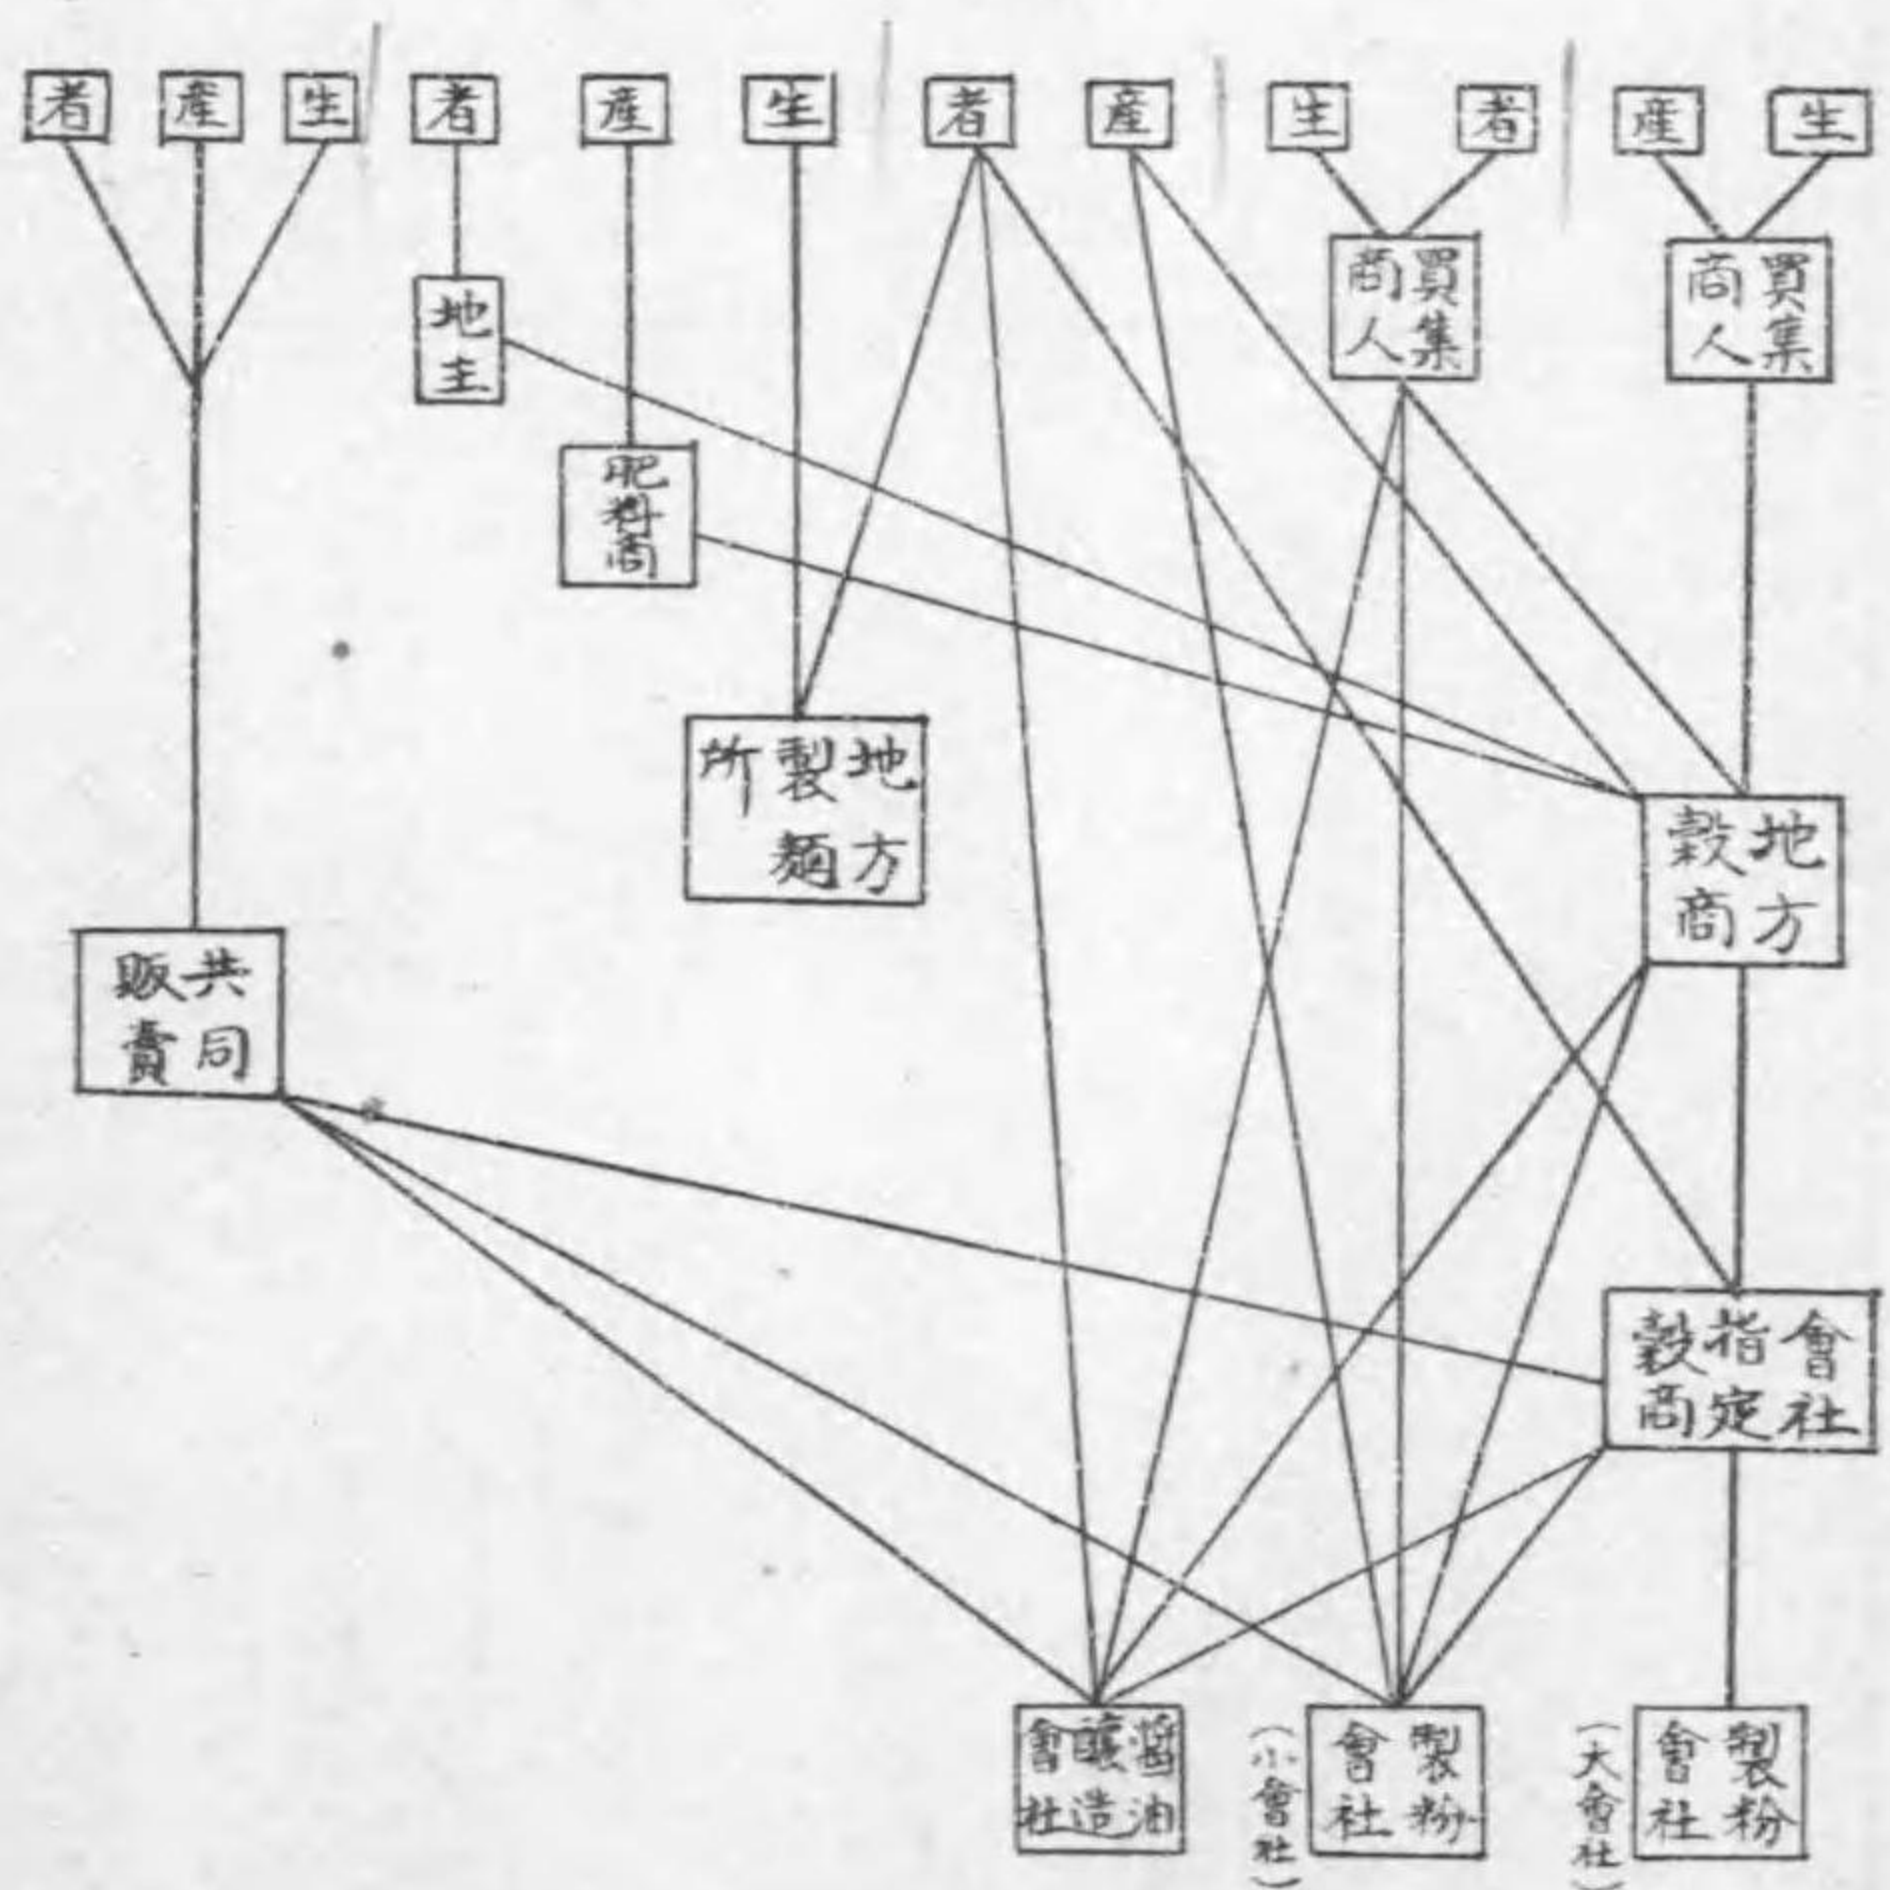 生産者生産者生産者生産者
買集商人
買集商人
地主
肥料商
地方製麺所
地方穀商
共同販賣
會社指定穀商
製粉會社
(大會社)
製粉會社
(小會社)
醤油醸造會社